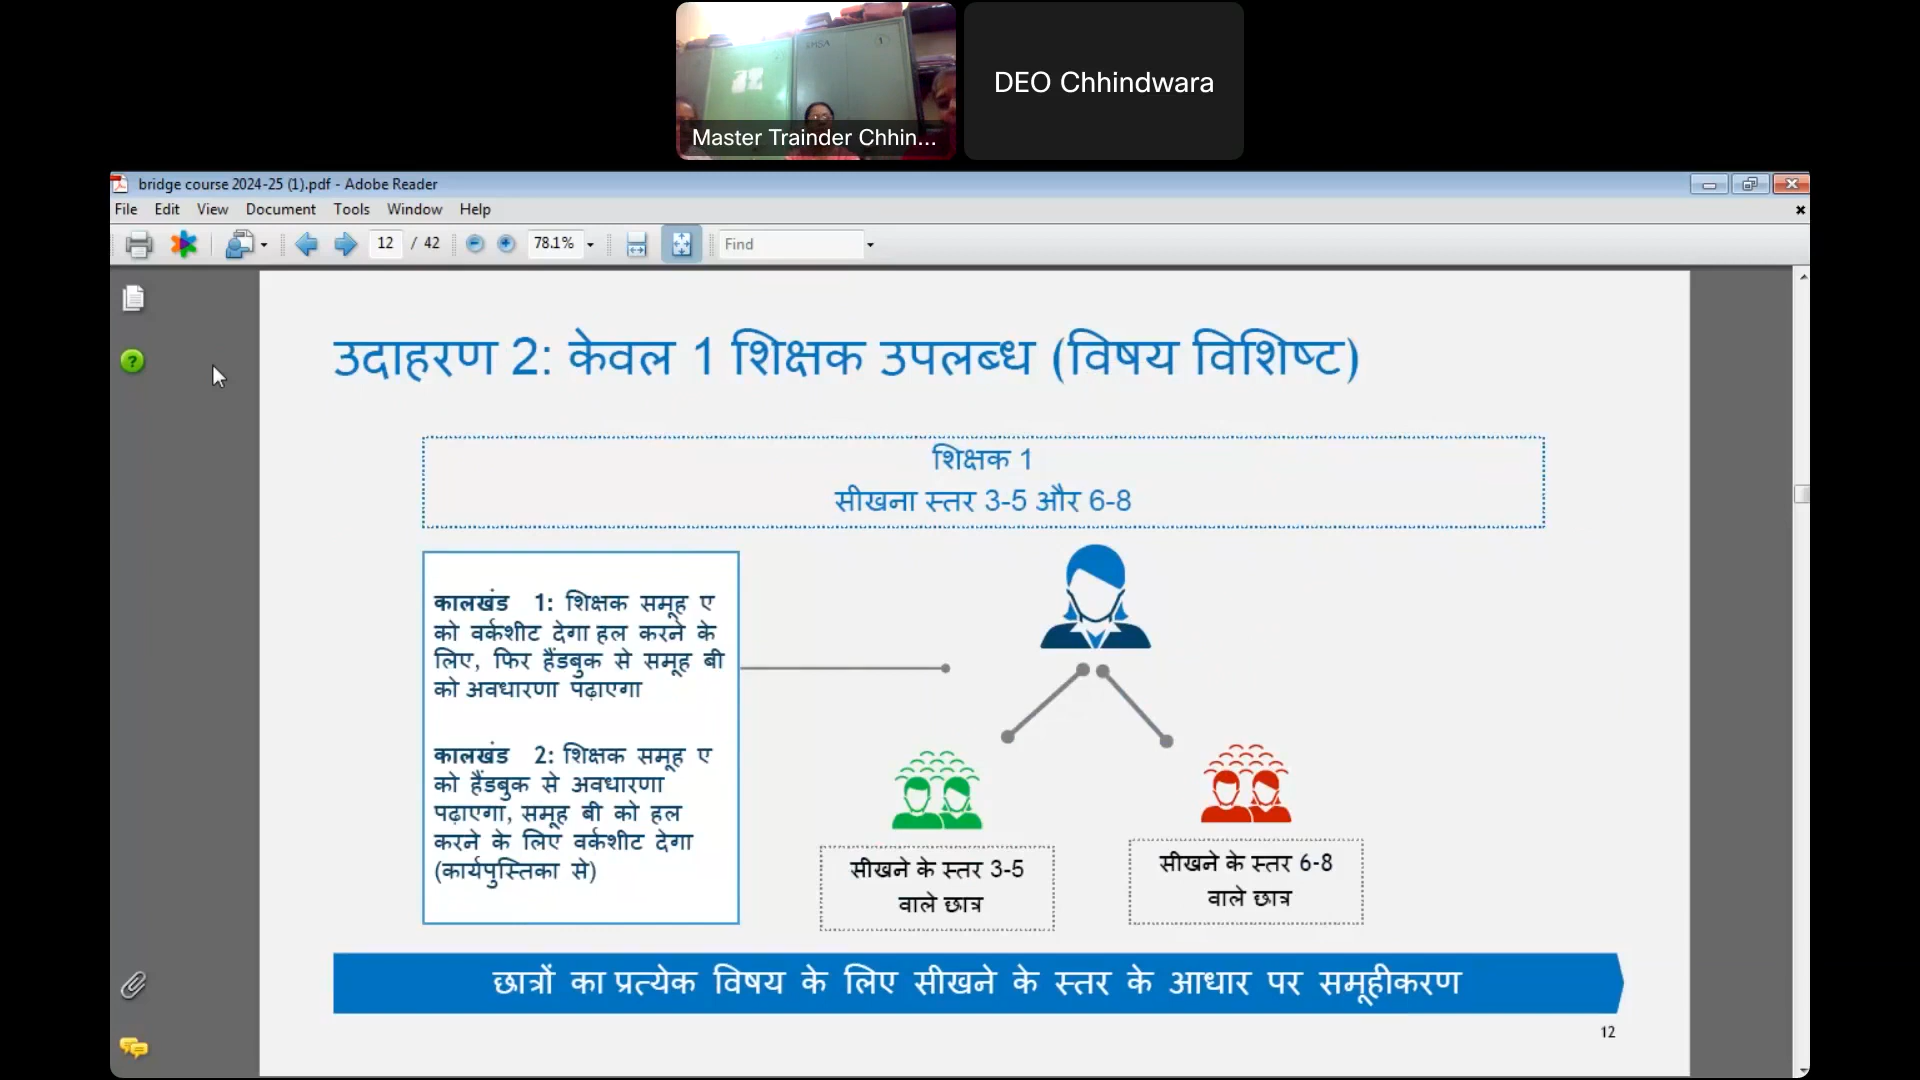 RMSA
1
Master Trainder Chhin...
DEO Chhindwara
bridge course 2024-25 (1).pdf - Adobe Reader
File Edit View Document Tools Window Help
12 / 42 78.1% Find
उदाहरण 2: केवल 1 शिक्षक उपलब्ध (विषय विशिष्ट)
शिक्षक 1
सीखना स्तर 3-5 और 6-8
कालखंड 1: शिक्षक समूह ए
को वर्कशीट देगा हल करने के
लिए, फिर हैंडबुक से समूह बी
को अवधारणा पढ़ाएगा
कालखंड 2: शिक्षक समूह ए
को हैंडबुक से अवधारणा
पढ़ाएगा, समूह बी को हल
करने के लिए वर्कशीट देगा
(कार्यपुस्तिका से)
सीखने के स्तर 3-5
वाले छात्र
सीखने के स्तर 6-8
वाले छात्र
छात्रों का प्रत्येक विषय के लिए सीखने के स्तर के आधार पर समूहीकरण
12